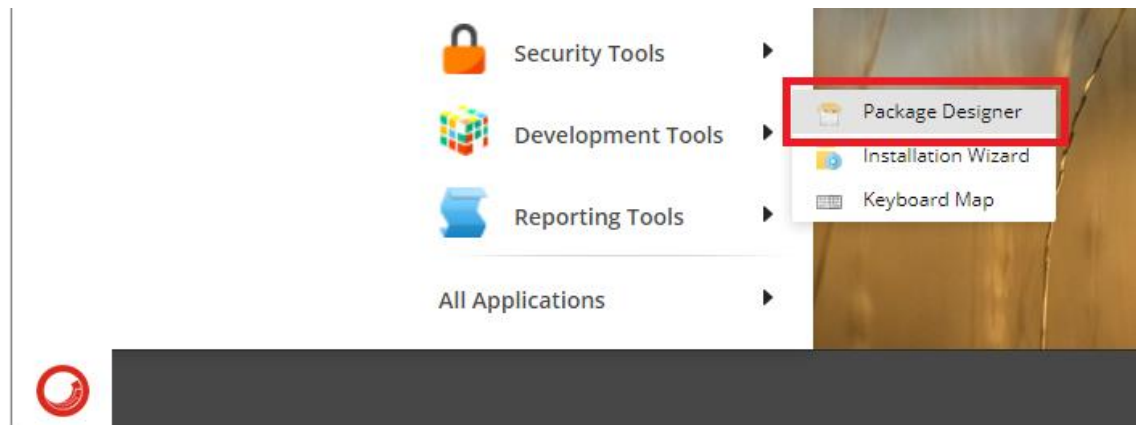 Security Tools
Development Tools
Package Designer
Installation Wizard
Keyboard Map
Reporting Tools
All Applications